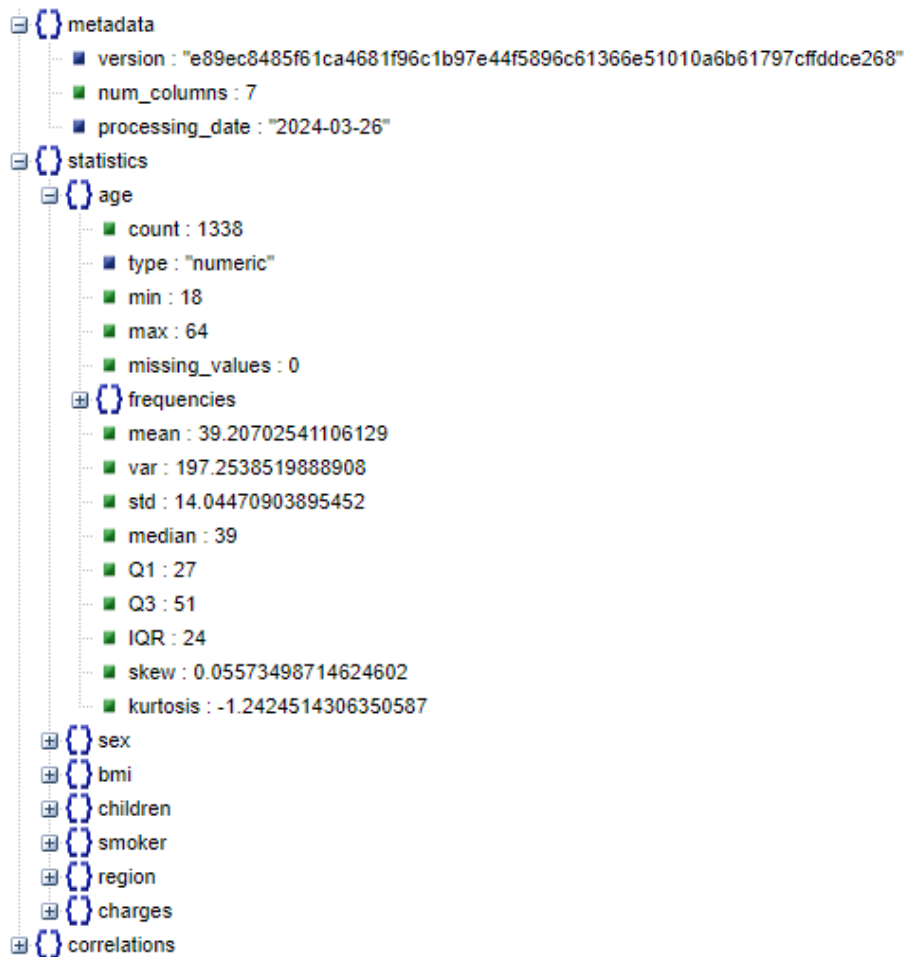 metadata
version : "e89ec8485f61ca4681f96c1b97e44f5896c61366e51010a6b61797cffddce268"
num_columns : 7
processing_date : "2024-03-26"
statistics
age
count : 1338
type : "numeric"
min : 18
max : 64
missing_values : 0
frequencies
mean : 39.20702541106129
var : 197.2538519888908
std : 14.04470903895452
median : 39
Q1 : 27
Q3 : 51
IQR : 24
skew : 0.05573498714624602
kurtosis : -1.2424514306350587
sex
bmi
children
smoker
region
charges
correlations